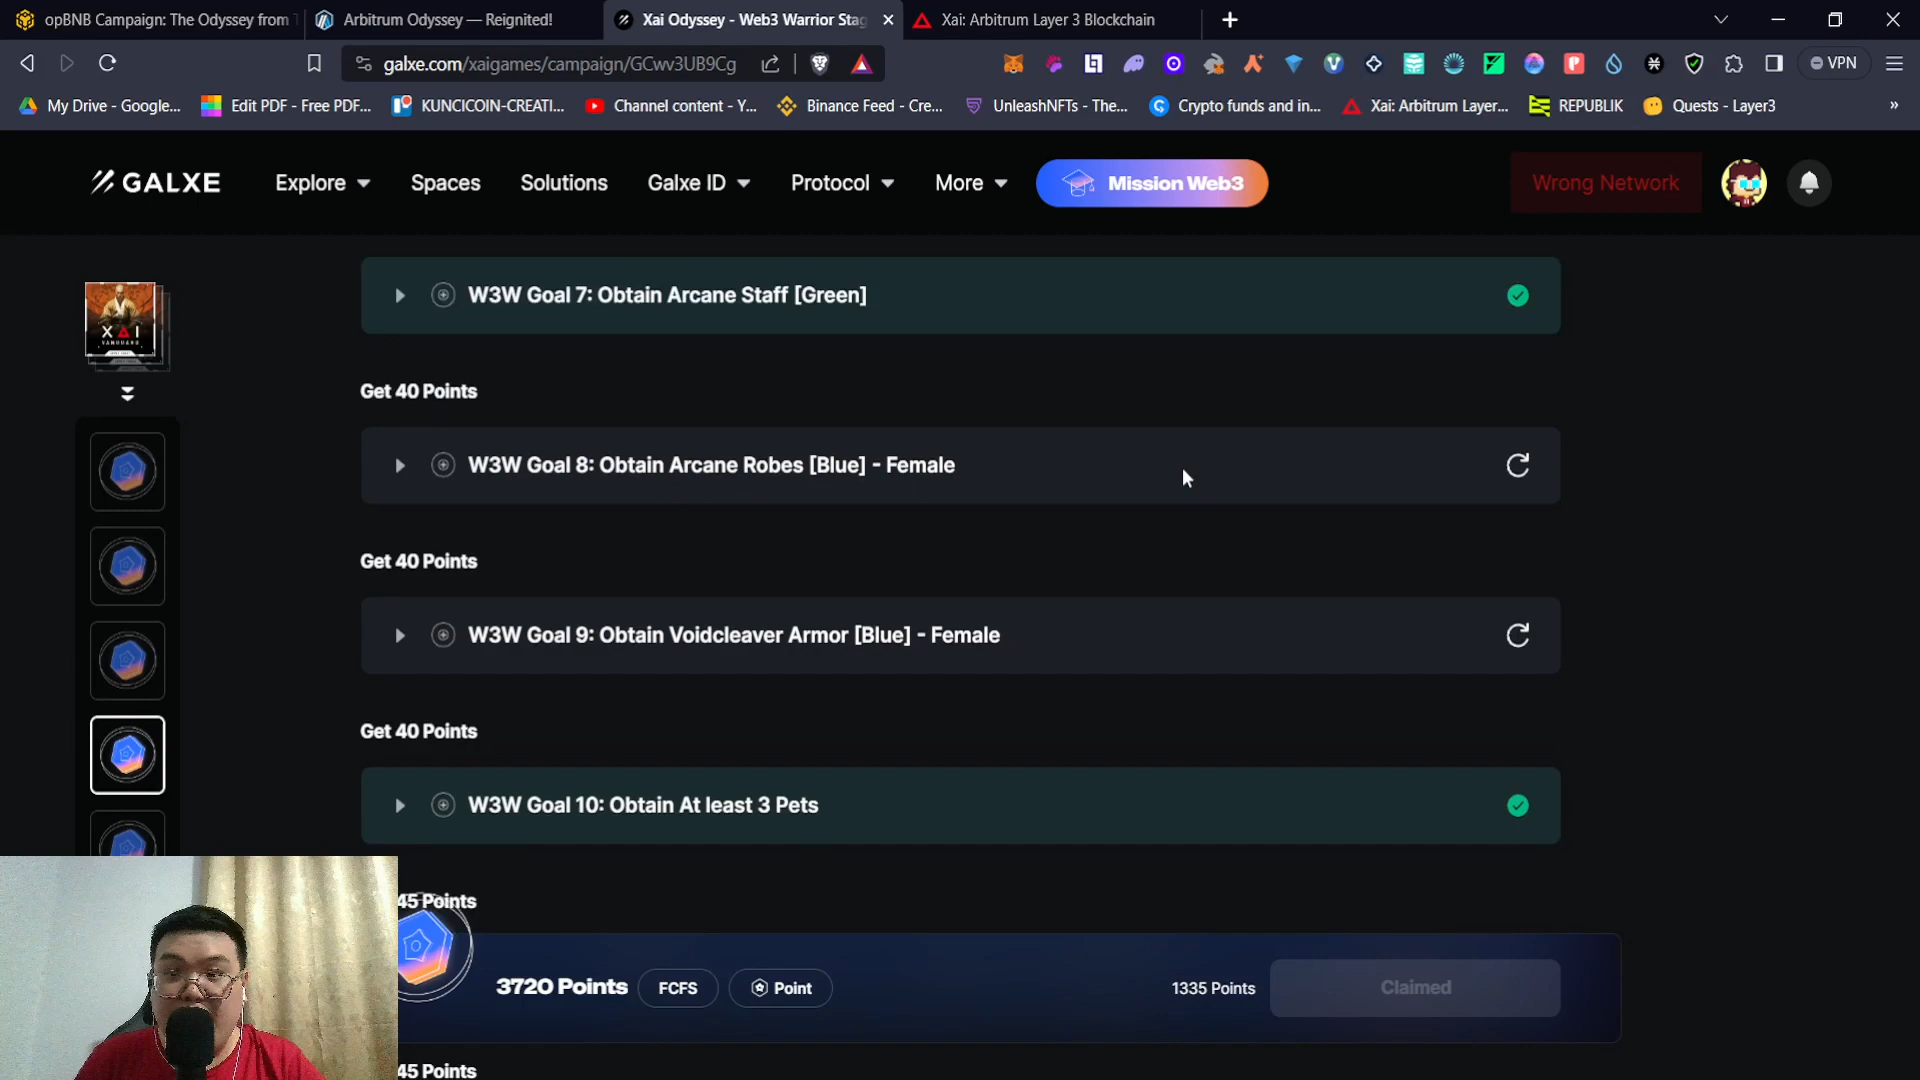 opBNB Campaign: The Odyssey from
Arbitrum Odyssey — Reignited!
Xai Odyssey - Web3 Warrior Stag
Xai: Arbitrum Layer 3 Blockchain
galxe.com/xaigames/campaign/GCwv3UB9Cg
VPN
My Drive - Google...
Edit PDF - Free PDF...
KUNCICOIN-CREATI...
Channel content - Y...
Binance Feed - Cre...
UnleashNFTs - The...
Crypto funds and in...
Xai: Arbitrum Layer...
REPUBLIK
Quests - Layer3
»
GALXE
Explore
Spaces
Solutions
Galxe ID
Protocol
More
Mission Web3
Wrong Network
XAI
VANGUARD
W3W Goal 7: Obtain Arcane Staff [Green]
Get 40 Points
W3W Goal 8: Obtain Arcane Robes [Blue] - Female
Get 40 Points
W3W Goal 9: Obtain Voidcleaver Armor [Blue] - Female
Get 40 Points
W3W Goal 10: Obtain At least 3 Pets
45 Points
3720 Points
FCFS
Point
1335 Points
Claimed
45 Points